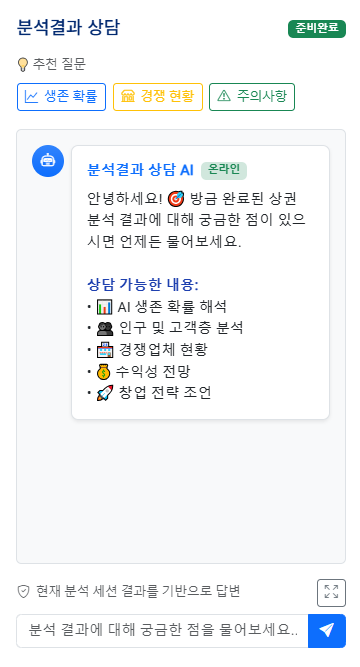 분석결과 상담
준비완료
추천 질문
생존 확률
경쟁 현황
주의사항
분석결과 상담 AI
온라인
안녕하세요! 🎯 방금 완료된 상권
분석 결과에 대해 궁금한 점이 있으
시면 언제든 물어보세요.
상담 가능한 내용:
• 📊 AI 생존 확률 해석
• 👥 인구 및 고객층 분석
• 🏪 경쟁업체 현황
• 💰 수익성 전망
• 🚀 창업 전략 조언
현재 분석 세션 결과를 기반으로 답변
분석 결과에 대해 궁금한 점을 물어보세요..